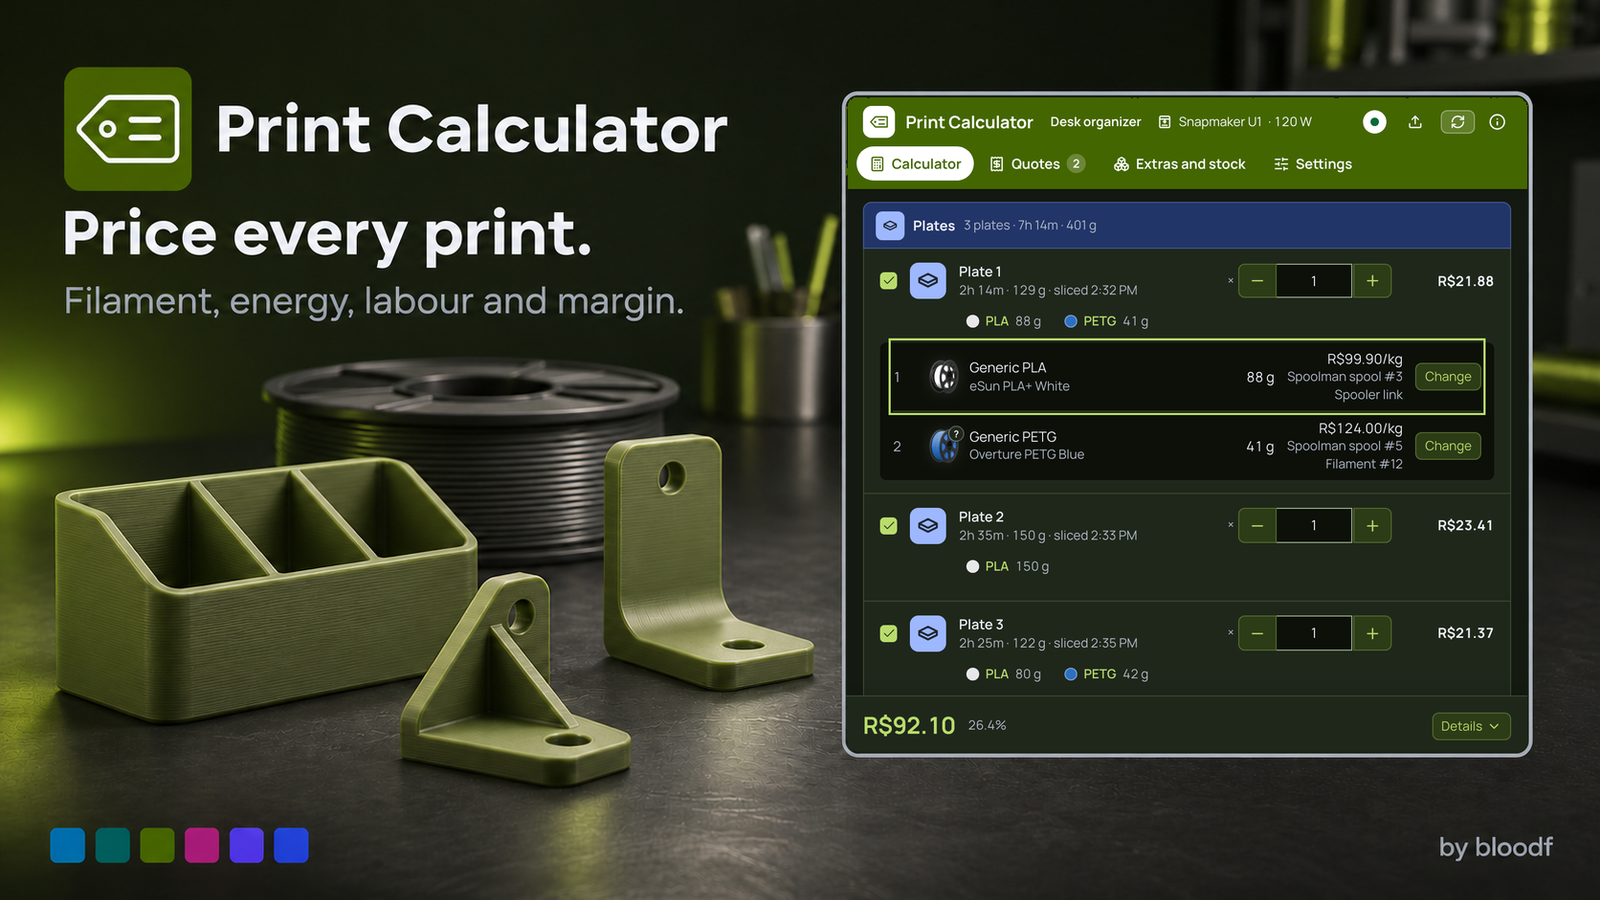 Print Calculator
Price every print.
Filament, energy, labour and margin.
Print Calculator Desk organizer Snapmaker U1 · 120 W
Calculator Quotes 2 Extras and stock Settings
Plates 3 plates · 7h 14m · 401 g
Plate 1
2h 14m · 129 g · sliced 2:32 PM
× − 1 + R$21.88
PLA 88 g PETG 41 g
1 Generic PLA
eSun PLA+ White
88 g
R$99.90/kg
Spoolman spool #3
Spooler link
Change
2 Generic PETG
Overture PETG Blue
41 g
R$124.00/kg
Spoolman spool #5
Filament #12
Change
?
Plate 2
2h 35m · 150 g · sliced 2:33 PM
× − 1 + R$23.41
PLA 150 g
Plate 3
2h 25m · 122 g · sliced 2:35 PM
× − 1 + R$21.37
PLA 80 g PETG 42 g
R$92.10 26.4% Details
by bloodf